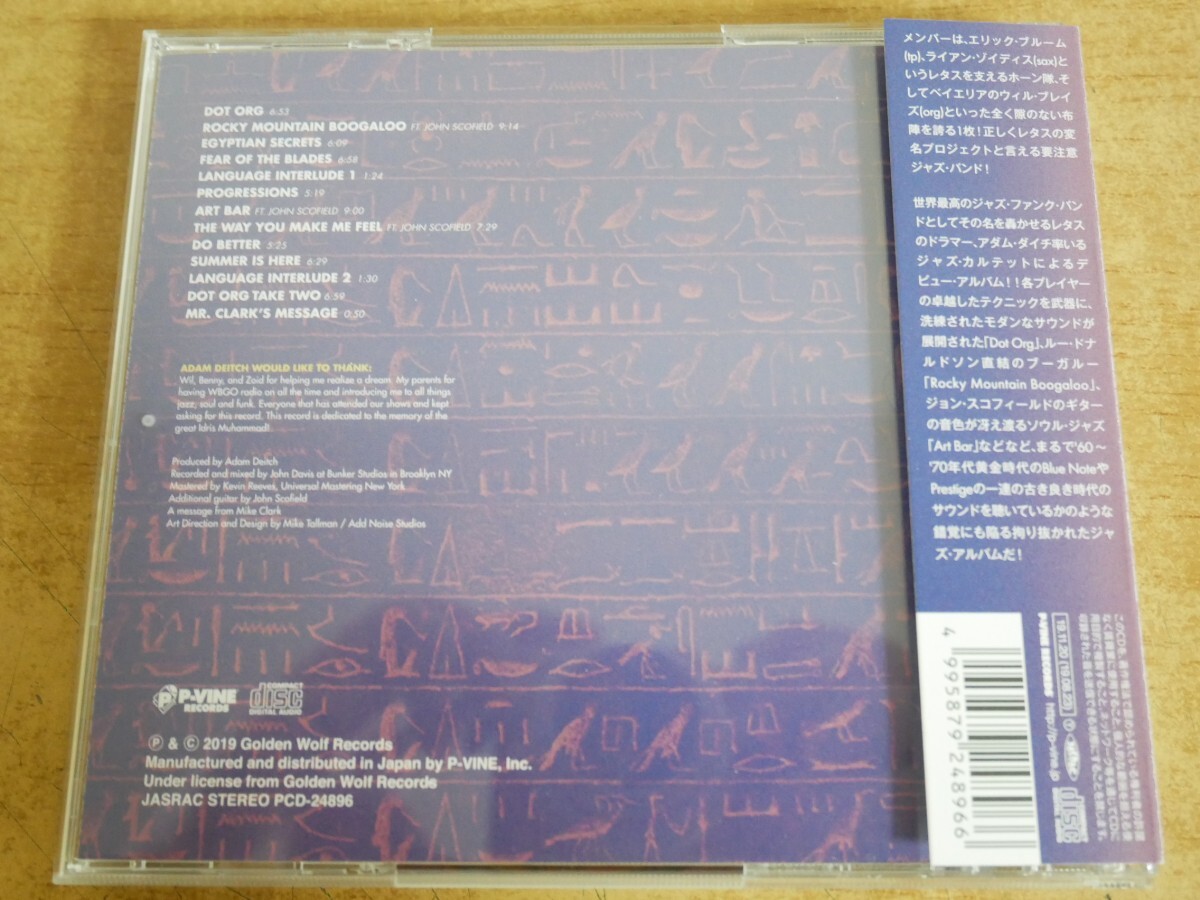 DOT ORG 6:53
ROCKY MOUNTAIN BOOGALOO FT. JOHN SCOFIELD 9:14
EGYPTIAN SECRETS 6:09
FEAR OF THE BLADES 6:58
LANGUAGE INTERLUDE 1 1:24
PROGRESSIONS 5:19
ART BAR FT. JOHN SCOFIELD 9:00
THE WAY YOU MAKE ME FEEL FT. JOHN SCOFIELD 7:29
DO BETTER 5:25
SUMMER IS HERE 6:29
LANGUAGE INTERLUDE 2 1:30
DOT ORG TAKE TWO 6:59
MR. CLARK'S MESSAGE 0:50
ADAM DEITCH WOULD LIKE TO THANK:
Wil, Benny, and Zoid for helping me realize a dream. My parents for
having WBGO radio on all the time and introducing me to all things
jazz, soul and funk. Everyone that has attended our shows and kept
asking for this record. This record is dedicated to the memory of the
great Idris Muhammad!
Produced by Adam Deitch
Recorded and mixed by John Davis at Bunker Studios in Brooklyn NY
Mastered by Kevin Reeves, Universal Mastering New York
Additional guitar by John Scofield
A message from Mike Clark
Art Direction and Design by Mike Tallman / Add Noise Studios
P-VINE
RECORDS
COMPACT
disc
DIGITAL AUDIO
Ⓟ & © 2019 Golden Wolf Records
Manufactured and distributed in Japan by P-VINE, Inc.
Under license from Golden Wolf Records
JASRAC STEREO PCD-24896
メンバーは、エリック・ブルーム
(tp)、ライアン・ゾイディス(sax)と
いうレタスを支えるホーン隊、そ
してベイエリアのウィル・ブレイ
ズ(org)といった全く隙のない布
陣を誇る1枚!正しくレタスの変
名プロジェクトと言える要注意
ジャズ・バンド!
世界最高のジャズ・ファンク・バン
ドとしてその名を轟かせるレタス
のドラマー、アダム・ダイチ率いる
ジャズ・カルテットによるデ
ビュー・アルバム!!各プレイヤー
の卓越したテクニックを武器に、
洗練されたモダンなサウンドが
展開された「Dot Org」、ルー・ドナ
ルドソン直結のブーガルー
「Rocky Mountain Boogaloo」、
ジョン・スコフィールドのギター
の音色が冴え渡るソウル・ジャズ
「Art Bar」などなど、まるで'60〜
'70年代黄金時代のBlue Noteや
Prestigeの一連の古き良き時代の
サウンドを聴いているかのような
錯覚にも陥る拘り抜かれたジャ
ズ・アルバムだ!
4 995879 248966
P-VINE RECORDS http://p-vine.jp